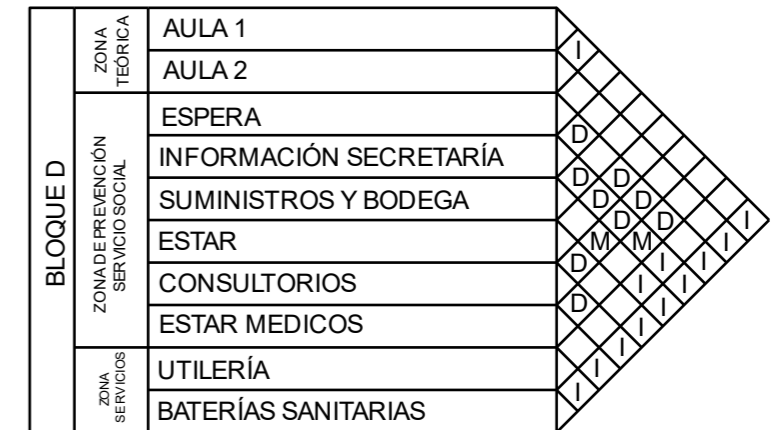 BLOQUE D
ZONA
TEÓRICA
AULA 1
I
AULA 2
ZONA DE PREVENCIÓN
SERVICIO SOCIAL
ESPERA
D
INFORMACIÓN SECRETARÍA
D D
D D
SUMINISTROS Y BODEGA
D D I
ESTAR
M M I
D I I
CONSULTORIOS
I I
D I
ESTAR MEDICOS
I
I
ZONA
SERVICIOS
UTILERÍA
I
I
BATERÍAS SANITARIAS